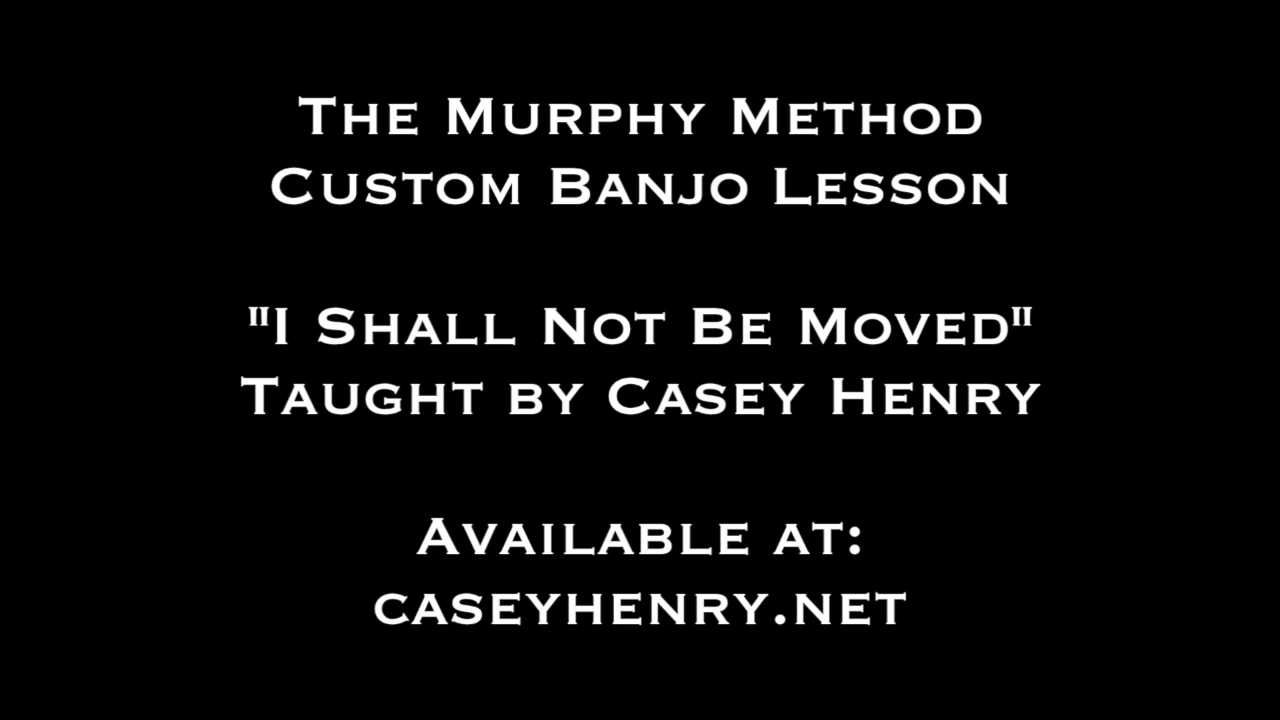 The Murphy Method
Custom Banjo Lesson
"I Shall Not Be Moved"
Taught by Casey Henry
Available at:
caseyhenry.net